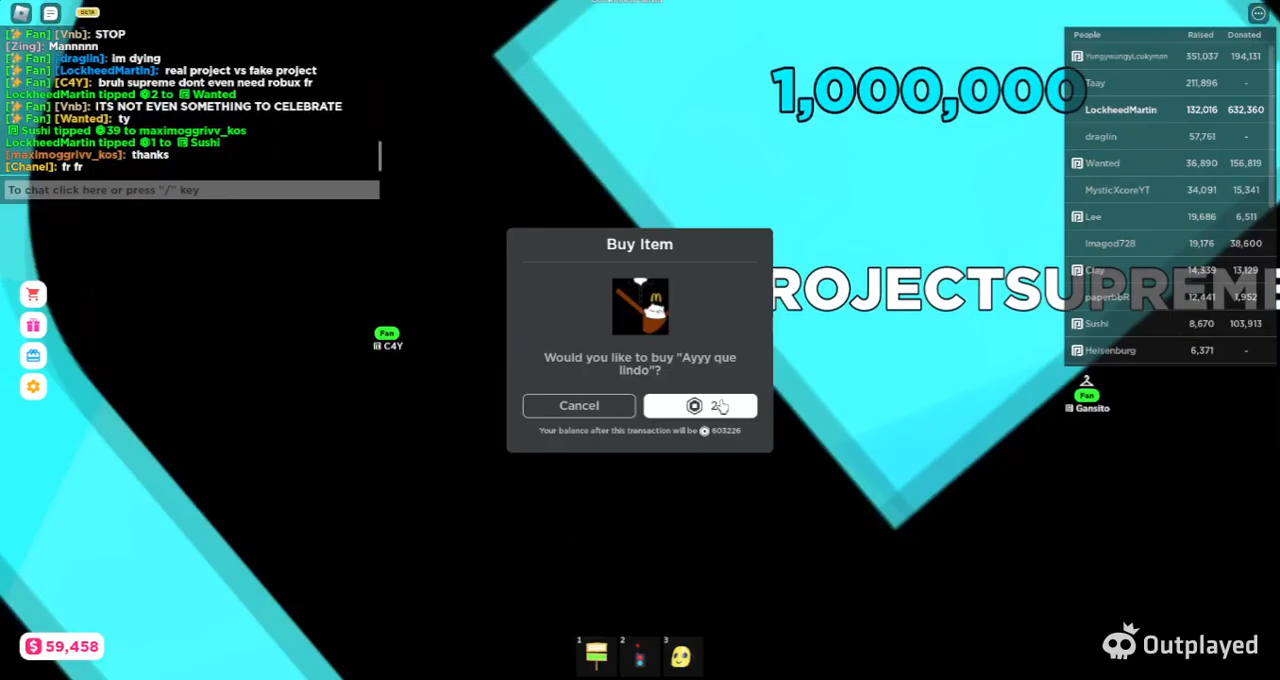 BETA
[✨ Fan] [Vnb]: STOP
[Zing]: Mannnnn
[✨ Fan] [draglin]: im dying
[✨ Fan] [LockheedMartin]: real project vs fake project
[✨ Fan] [C4Y]: bruh supreme dont even need robux fr
LockheedMartin tipped 2 to Wanted
[✨ Fan] [Vnb]: ITS NOT EVEN SOMETHING TO CELEBRATE
[✨ Fan] [Wanted]: ty
Sushi tipped 39 to maximoggrivv_kos
LockheedMartin tipped 1 to Sushi
[maximoggrivv_kos]: thanks
[Chanel]: fr fr
To chat click here or press "/" key
1,000,000
ROJECTSUPREME
People Raised Donated
YungywungyLcukyman 351,037 194,131
Taay 211,896 -
LockheedMartin 132,016 632,360
draglin 57,761 -
Wanted 36,890 156,819
MysticXcoreYT 34,091 15,341
Lee 19,686 6,511
Imagod728 19,176 38,600
Clay 14,339 13,129
paperbbR 12,441 1,952
Sushi 8,670 103,913
Heisenburg 6,371 -
Fan
C4Y
Buy Item
Would you like to buy "Ayyy que
lindo"?
Cancel
2
Your balance after this transaction will be 603226
Fan
Gansito
$ 59,458
1 2 3
Outplayed